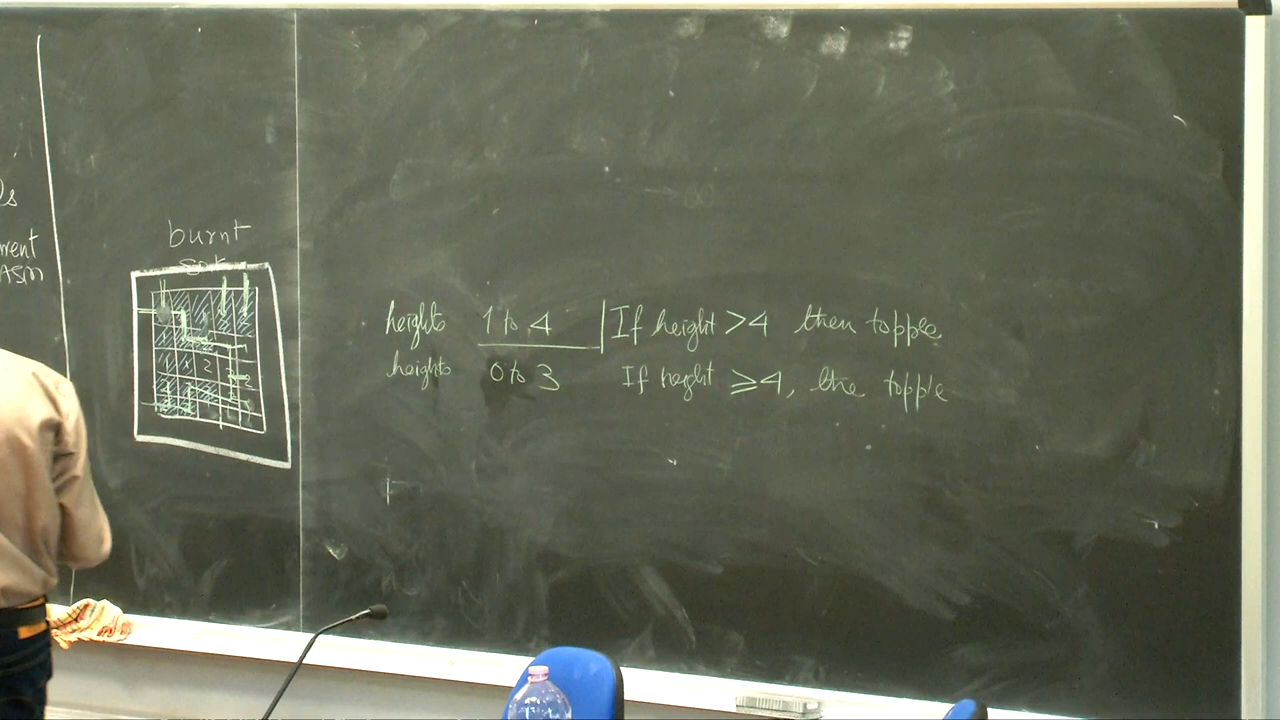 burnt
heights 1 to 4 | If height >4 then topple
heights 0 to 3 If height ⩾4, the topple